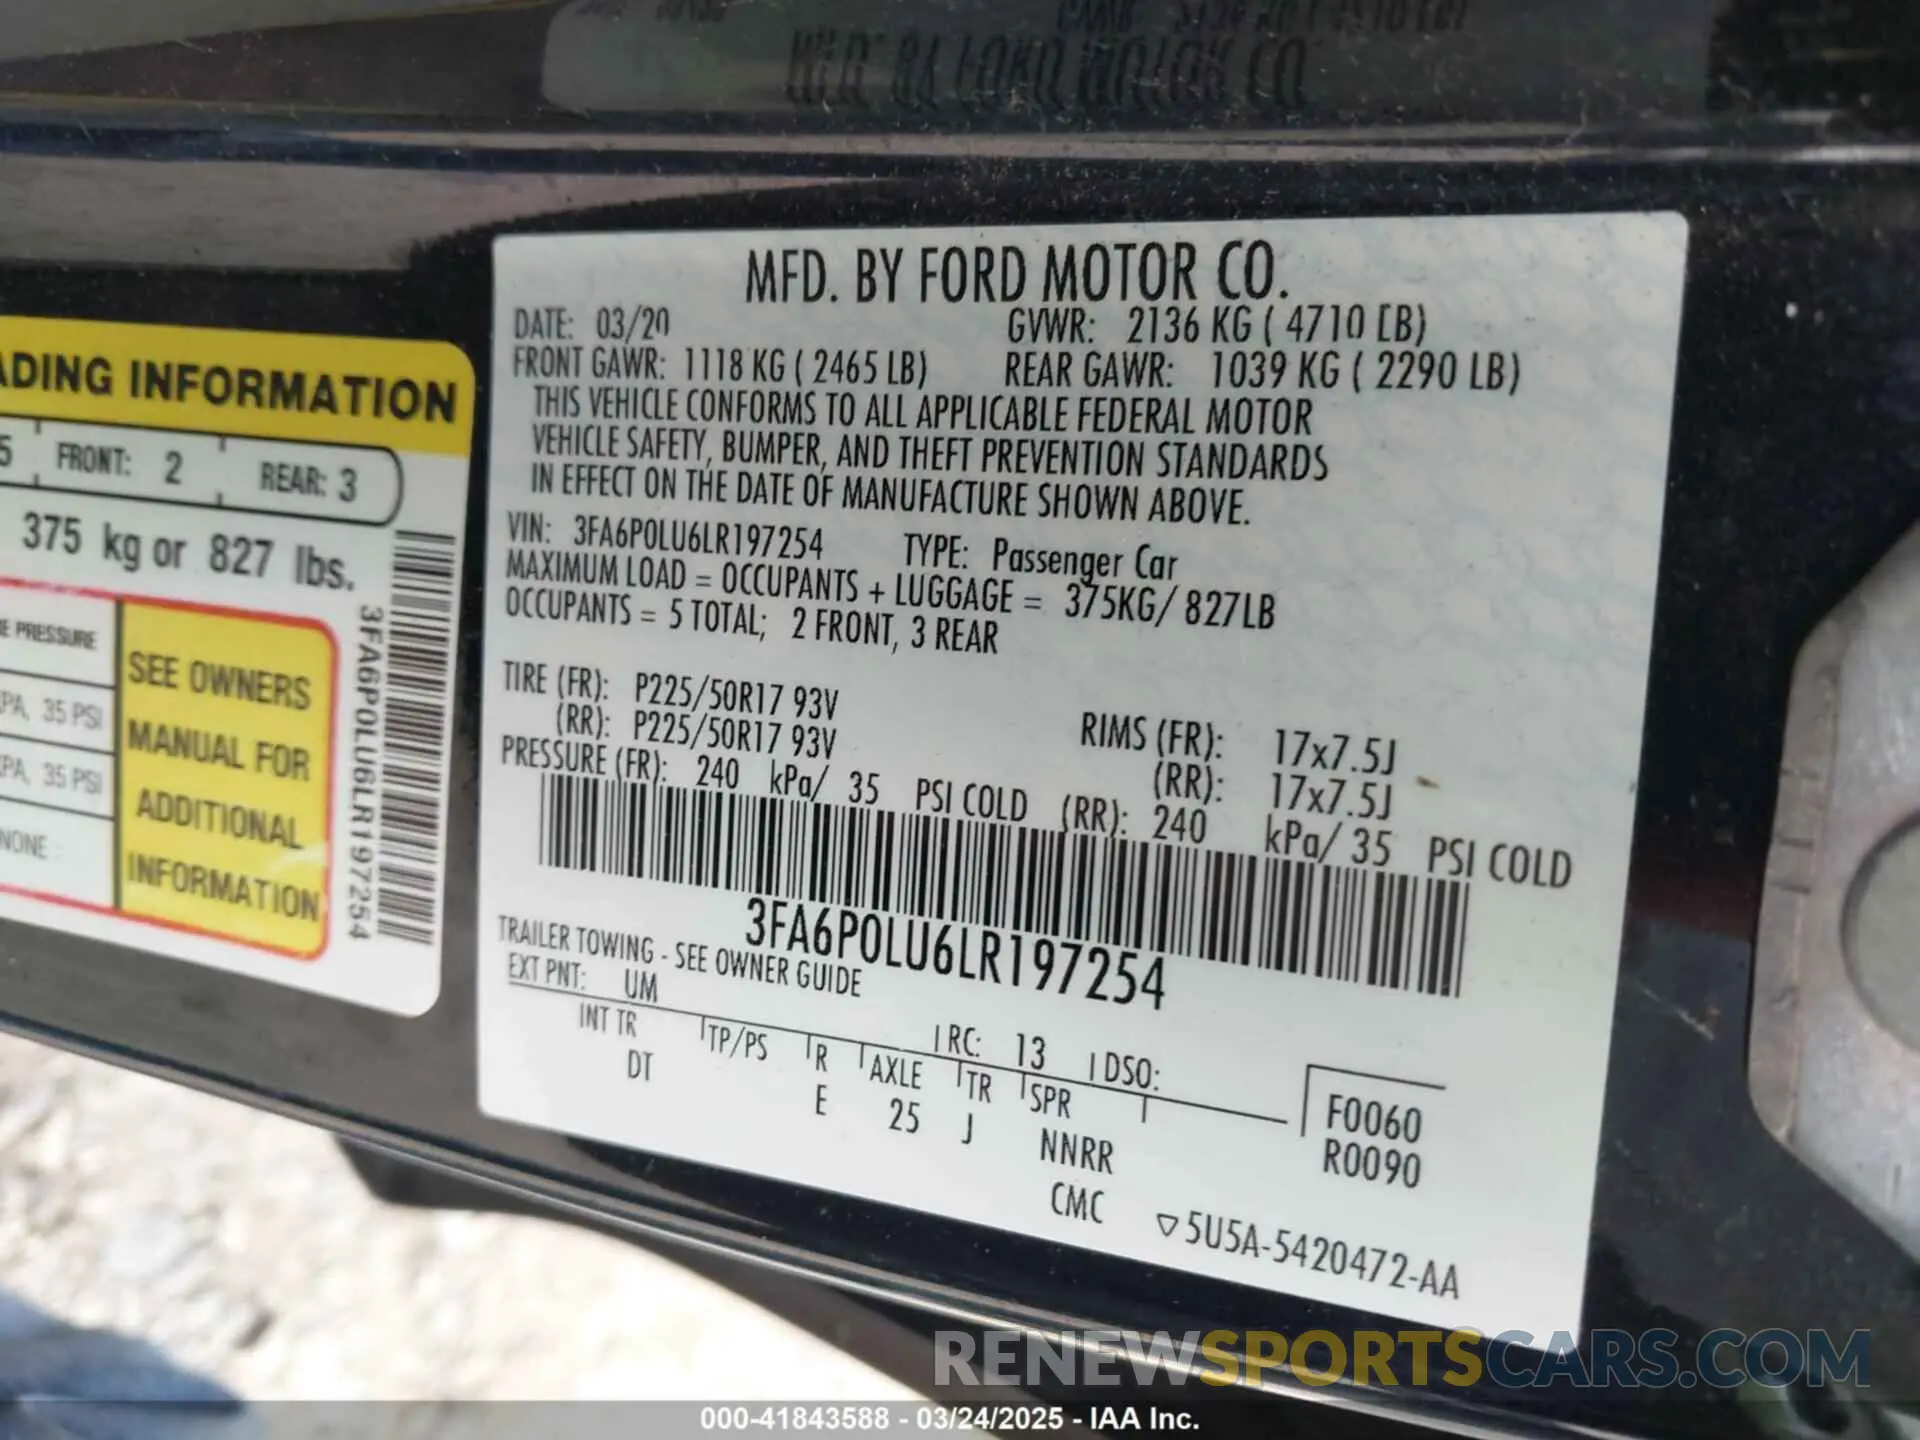 MFD. BY FORD MOTOR CO.
DATE: 03/20 GVWR: 2136 KG ( 4710 LB)
FRONT GAWR: 1118 KG ( 2465 LB) REAR GAWR: 1039 KG ( 2290 LB)
THIS VEHICLE CONFORMS TO ALL APPLICABLE FEDERAL MOTOR
VEHICLE SAFETY, BUMPER, AND THEFT PREVENTION STANDARDS
IN EFFECT ON THE DATE OF MANUFACTURE SHOWN ABOVE.
VIN: 3FA6P0LU6LR197254 TYPE: Passenger Car
MAXIMUM LOAD = OCCUPANTS + LUGGAGE = 375KG/ 827LB
OCCUPANTS = 5 TOTAL; 2 FRONT, 3 REAR
TIRE (FR): P225/50R17 93V RIMS (FR): 17x7.5J
(RR): P225/50R17 93V (RR): 17x7.5J
PRESSURE (FR): 240 kPa/ 35 PSI COLD (RR): 240 kPa/ 35 PSI COLD
3FA6P0LU6LR197254
TRAILER TOWING - SEE OWNER GUIDE
EXT PNT: UM RC: 13 DSO:
INT TR TP/PS R AXLE TR SPR
DT E 25 J NNRR
CMC
F0060
R0090
▽5U5A-5420472-AA
ADING INFORMATION
5 FRONT: 2 REAR: 3
375 kg or 827 lbs.
E PRESSURE
PA, 35 PSI
PA, 35 PSI
NONE
SEE OWNERS
MANUAL FOR
ADDITIONAL
INFORMATION
3FA6P0LU6LR197254
RENEWSPORTSCARS.COM
000-41843588 - 03/24/2025 - IAA Inc.